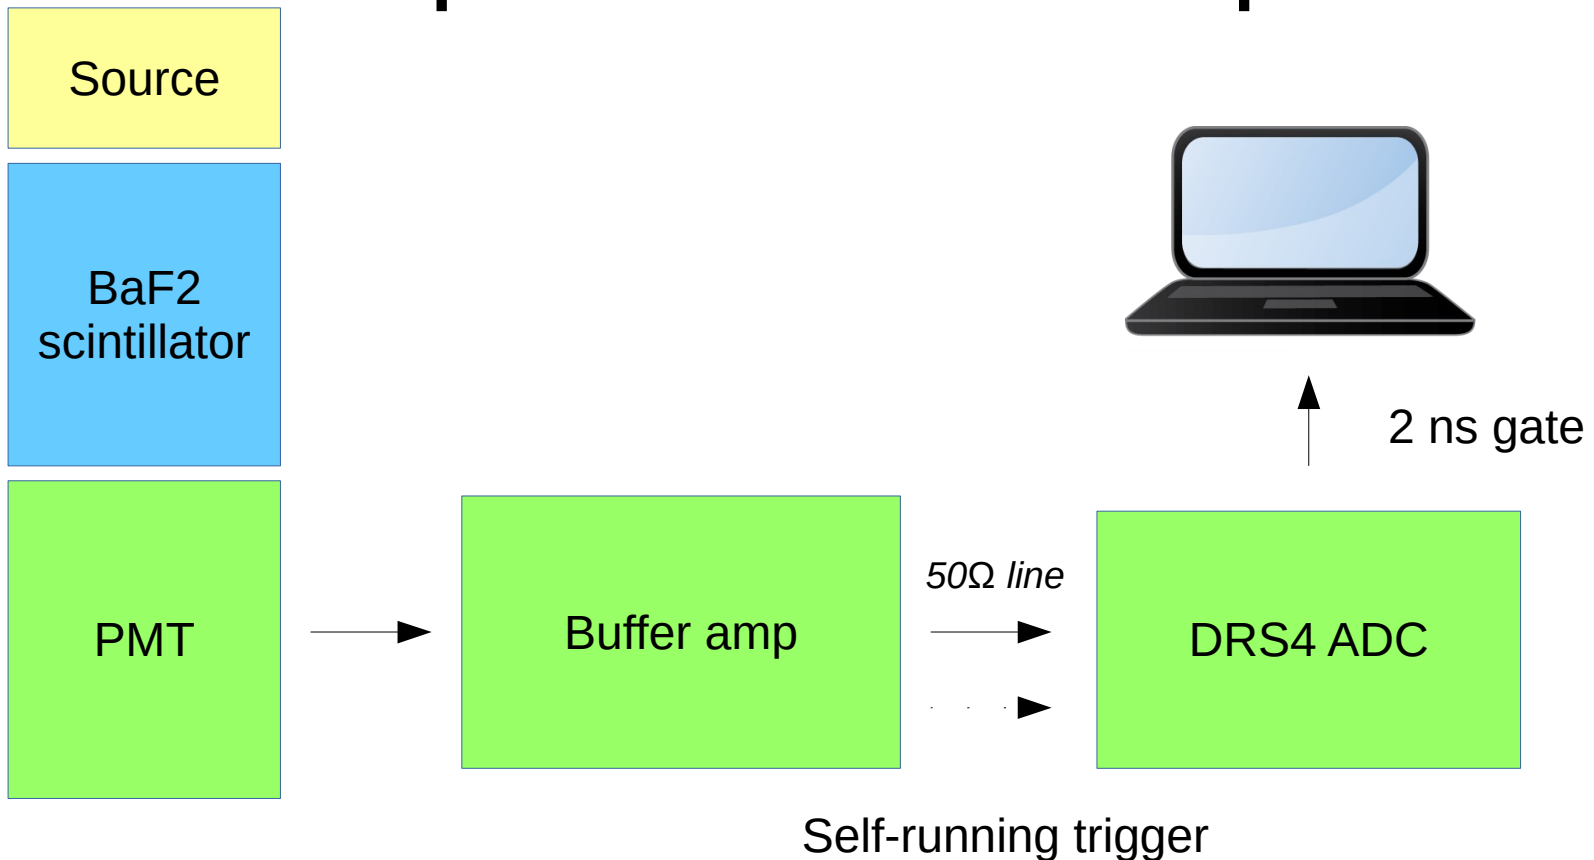 Source
BaF2
scintillator
2 ns gate
PMT
Buffer amp
50Ω line
DRS4 ADC
Self-running trigger